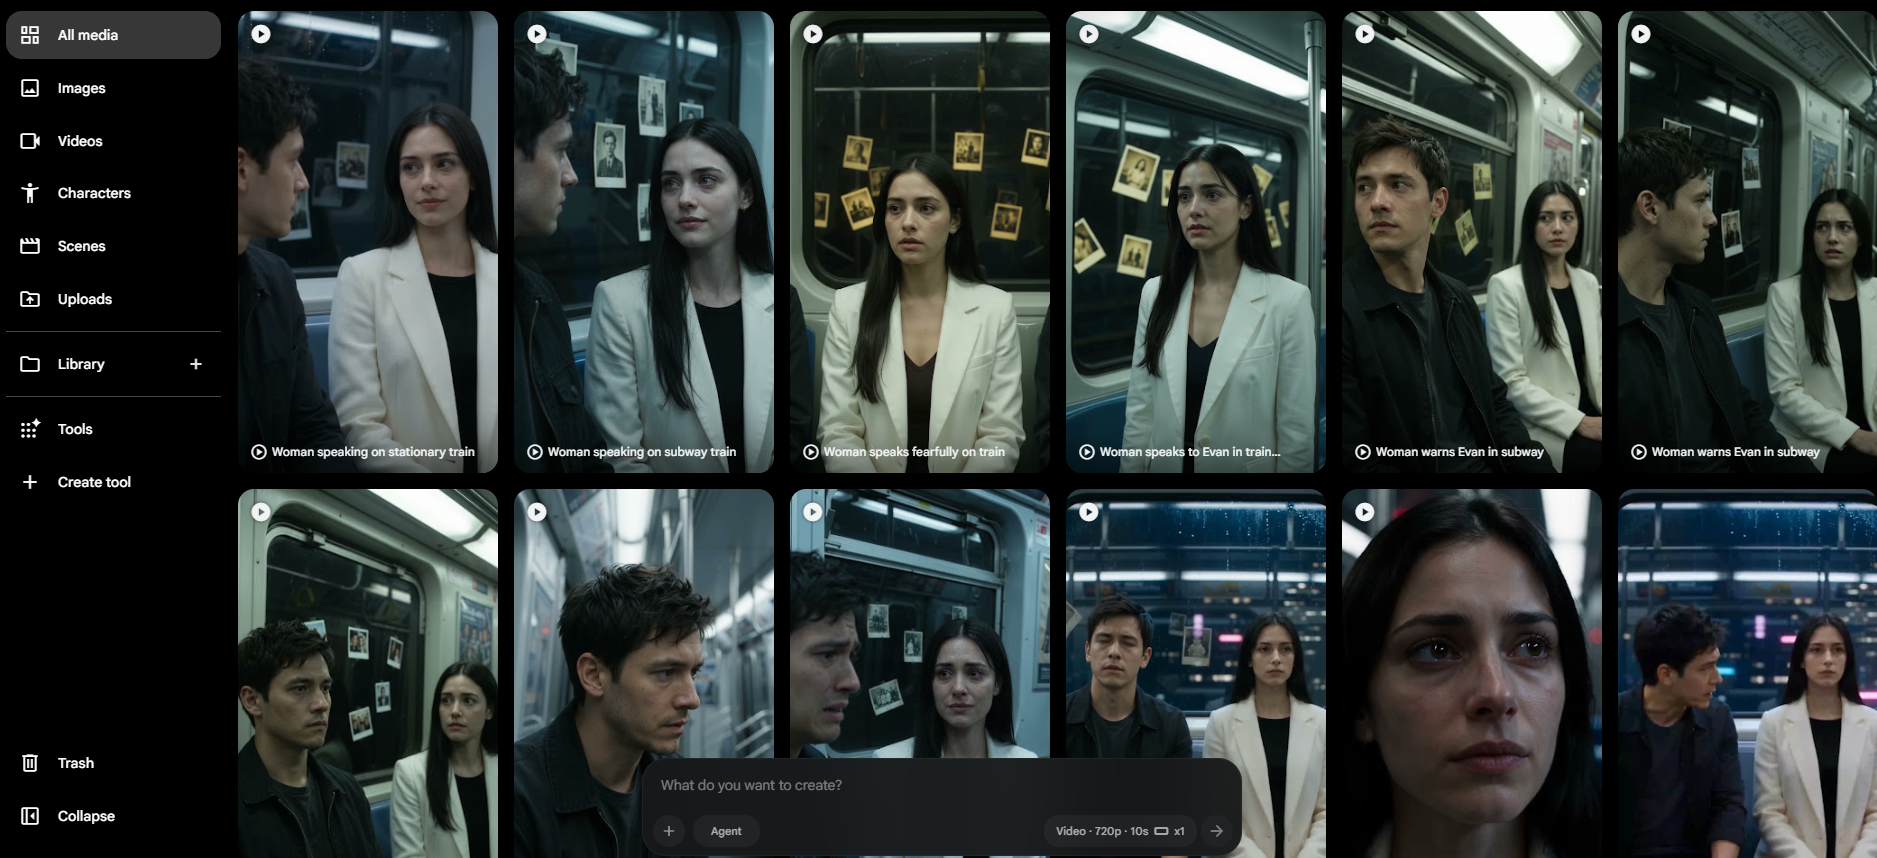 All media
Images
Videos
Characters
Scenes
Uploads
Library
Tools
Create tool
Trash
Collapse
Woman speaking on stationary train
Woman speaking on subway train
Woman speaks fearfully on train
Woman speaks to Evan in train...
Woman warns Evan in subway
Woman warns Evan in subway
What do you want to create?
Agent
Video · 720p · 10s x1